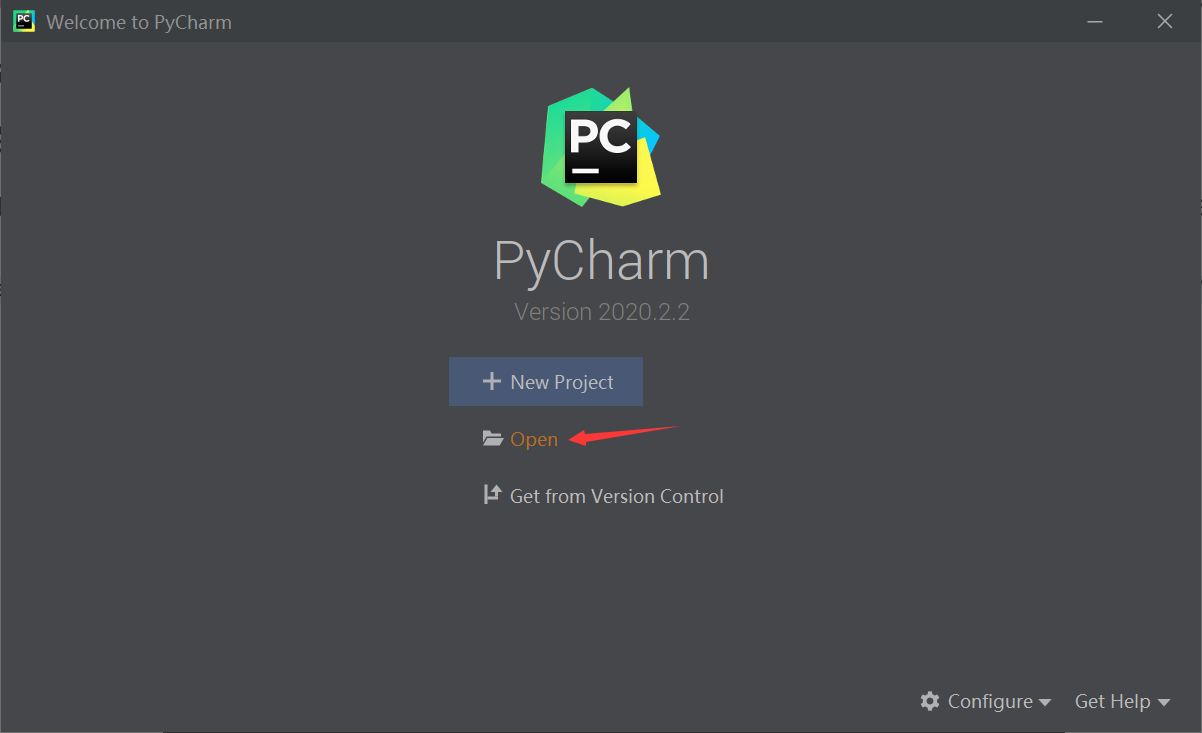 Welcome to PyCharm
PC
PyCharm
Version 2020.2.2
New Project
Open
Get from Version Control
Configure
Get Help